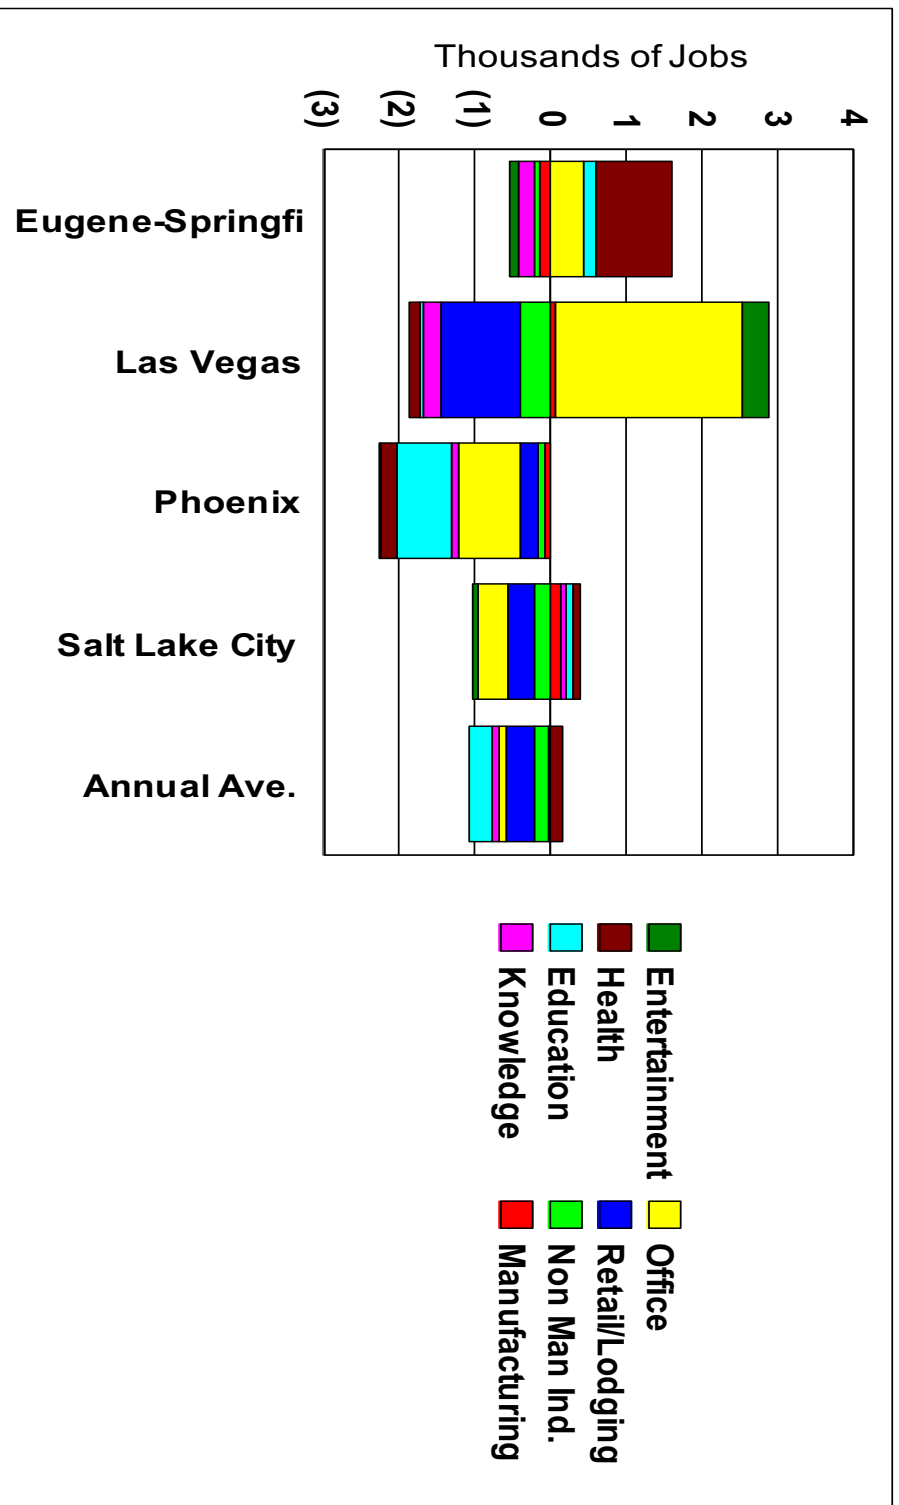 Thousands of Jobs
(3)
(2)
(1)
0
1
2
3
4
Eugene-Springfi
Las Vegas
Phoenix
Salt Lake City
Annual Ave.
Entertainment
Office
Health
Retail/Lodging
Education
Non Man Ind.
Knowledge
Manufacturing